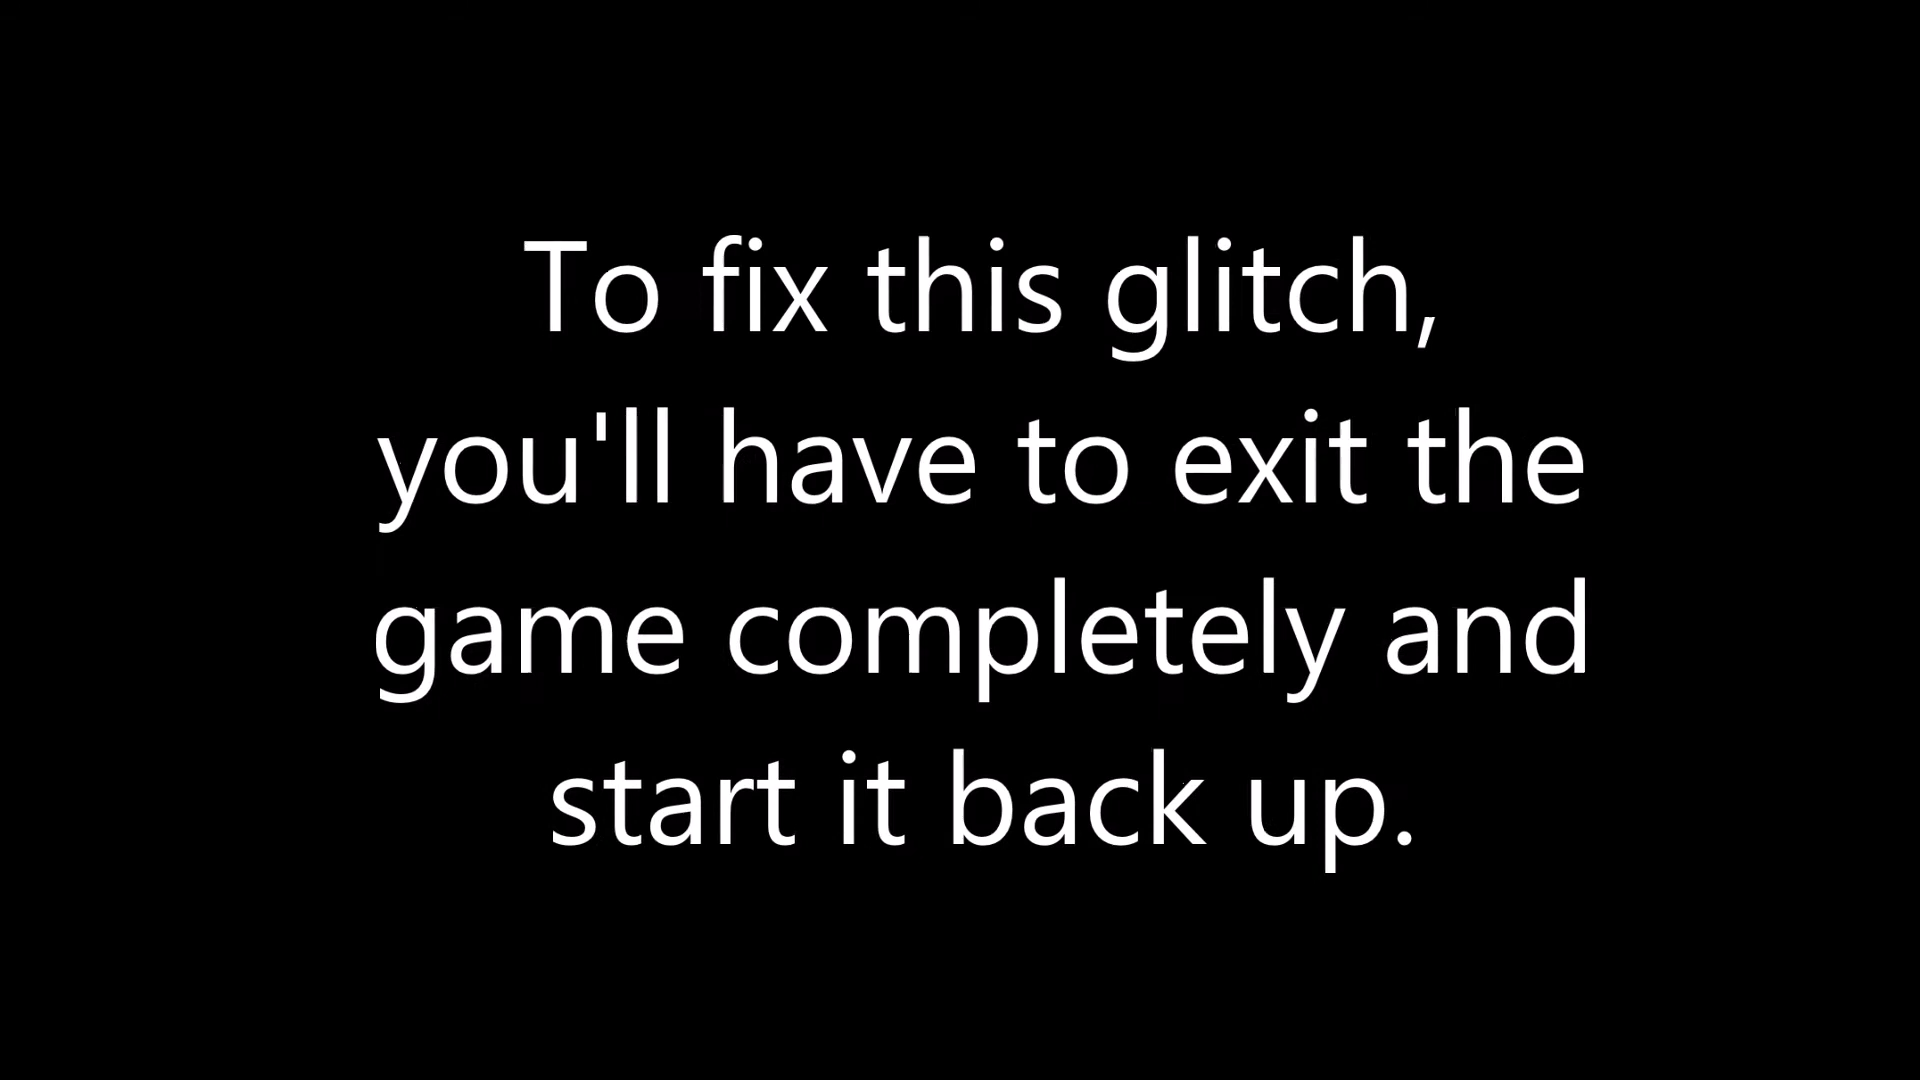 To fix this glitch,
you'll have to exit the
game completely and
start it back up.